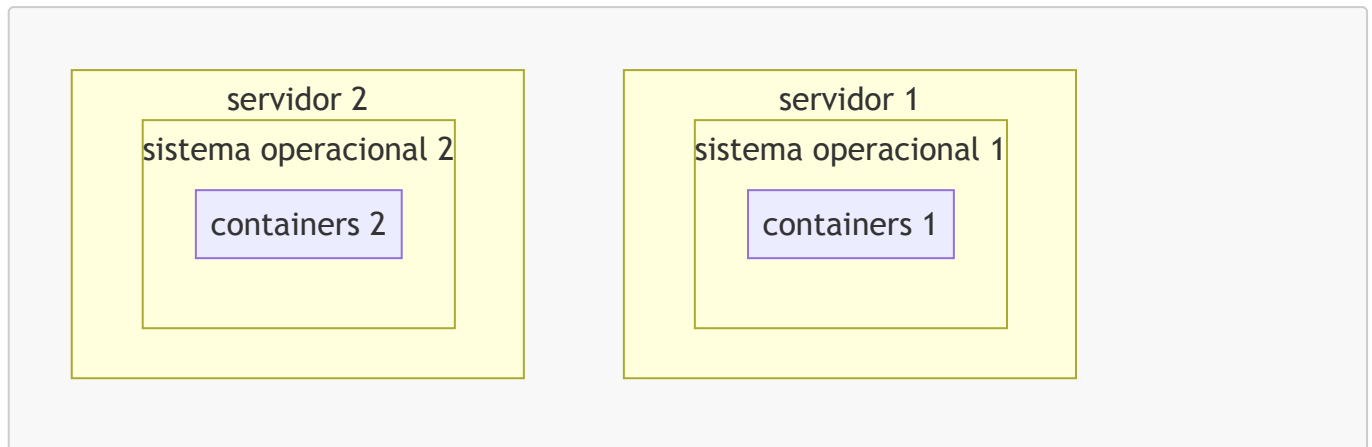 servidor 2
sistema operacional 2
containers 2
servidor 1
sistema operacional 1
containers 1